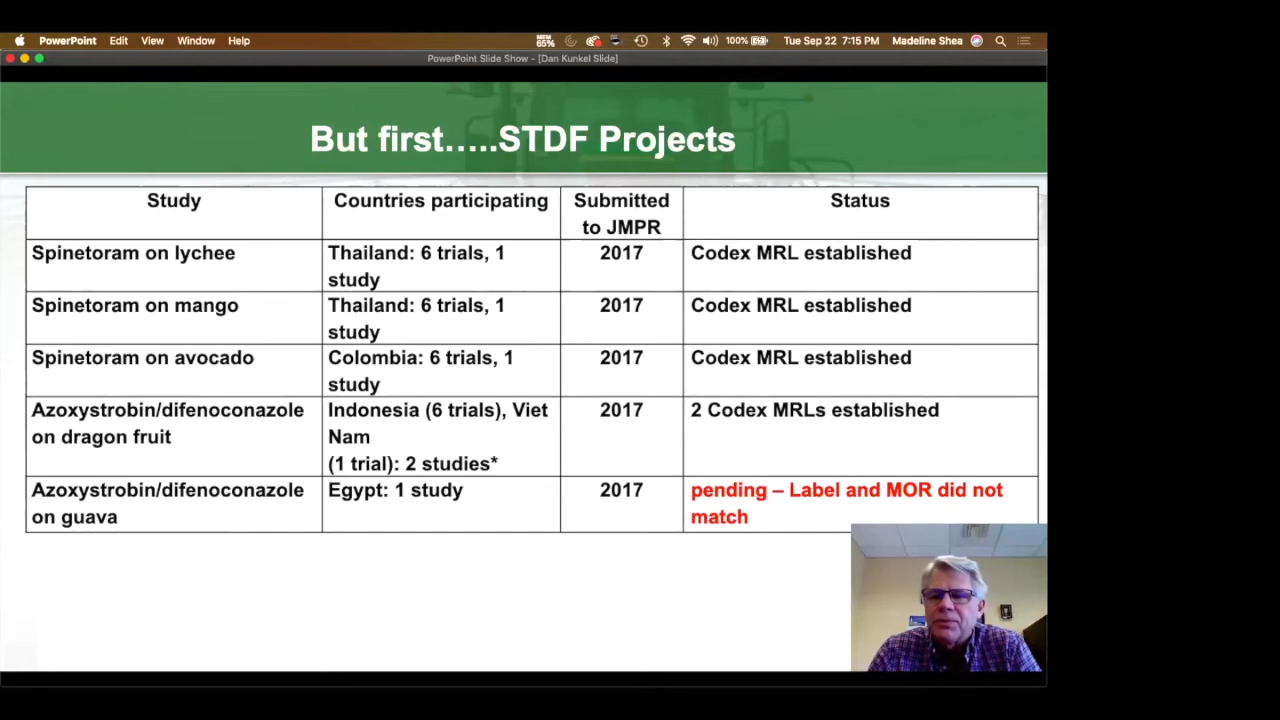 PowerPoint Edit View Window Help MEM 65% 100% Tue Sep 22 7:15 PM Madeline Shea
PowerPoint Slide Show - [Dan Kunkel Slide]
But first…..STDF Projects
Study Countries participating Submitted to JMPR Status
Spinetoram on lychee Thailand: 6 trials, 1 study 2017 Codex MRL established
Spinetoram on mango Thailand: 6 trials, 1 study 2017 Codex MRL established
Spinetoram on avocado Colombia: 6 trials, 1 study 2017 Codex MRL established
Azoxystrobin/difenoconazole on dragon fruit Indonesia (6 trials), Viet Nam (1 trial): 2 studies* 2017 2 Codex MRLs established
Azoxystrobin/difenoconazole on guava Egypt: 1 study 2017 pending – Label and MOR did not match